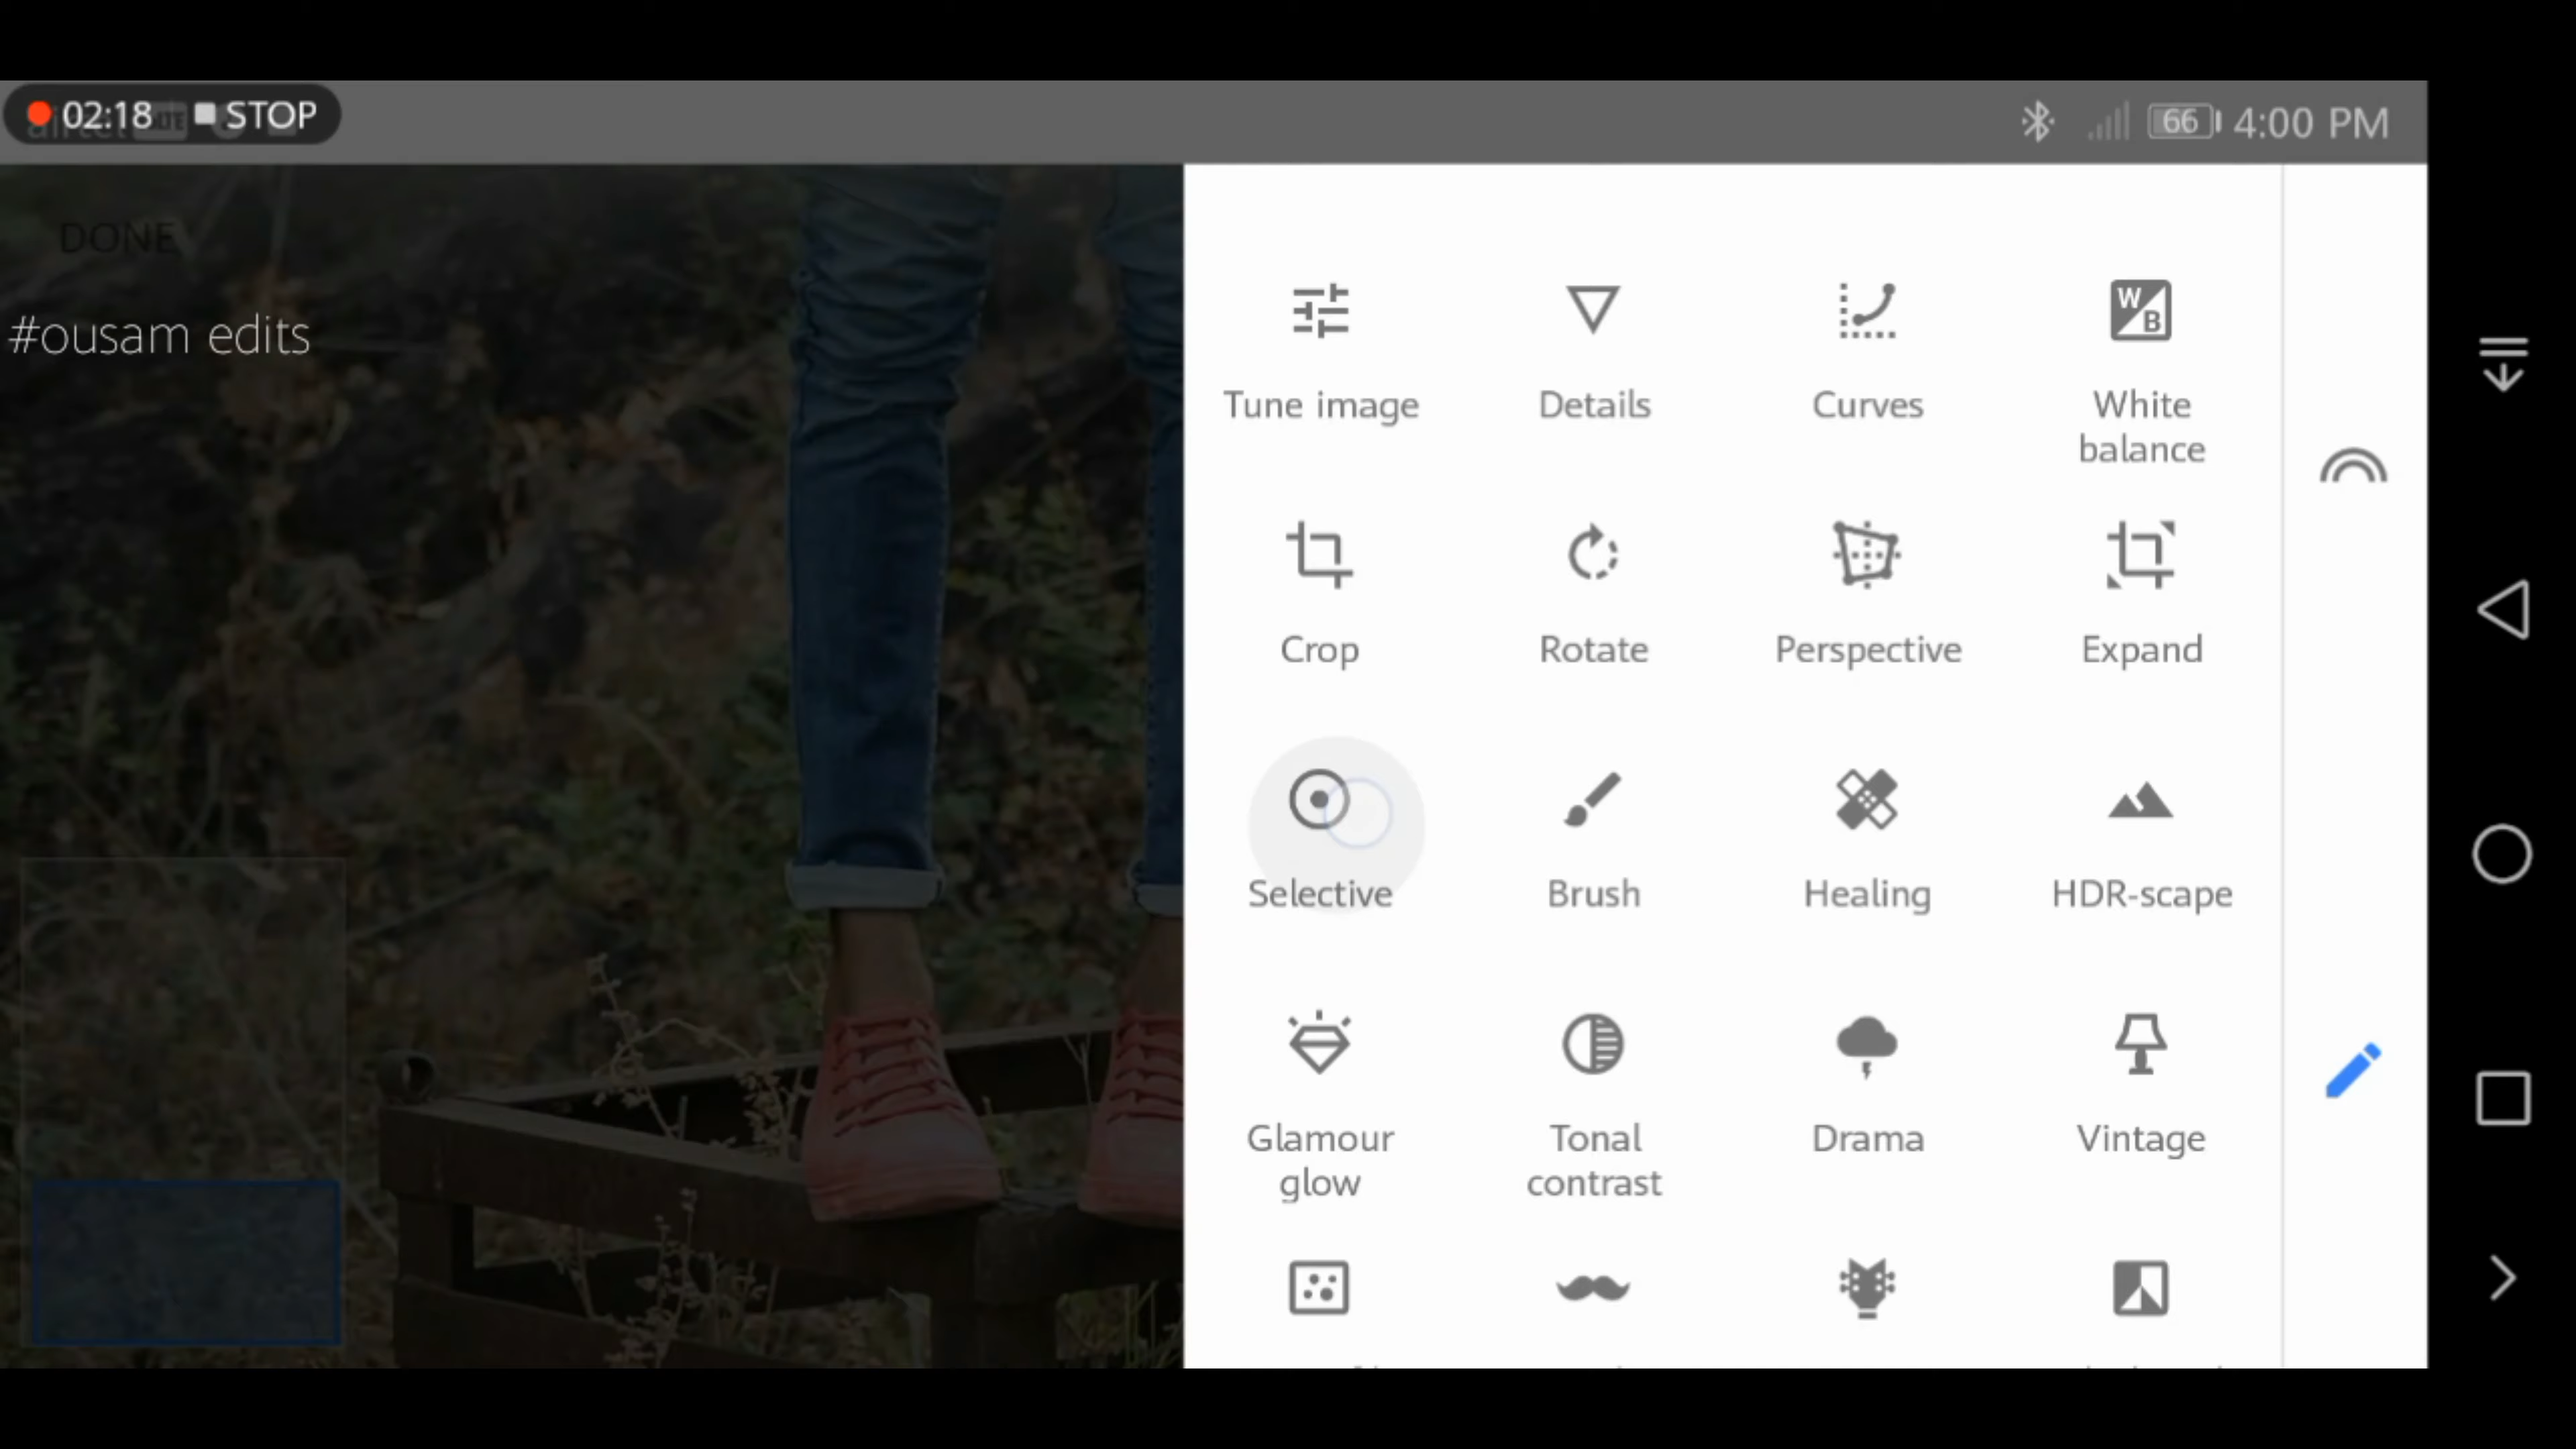 02:18 STOP
66 4:00 PM
DONE
#ousam edits
Tune image
Details
Curves
White
balance
W
B
Crop
Rotate
Perspective
Expand
Selective
Brush
Healing
HDR-scape
Glamour
glow
Tonal
contrast
Drama
Vintage